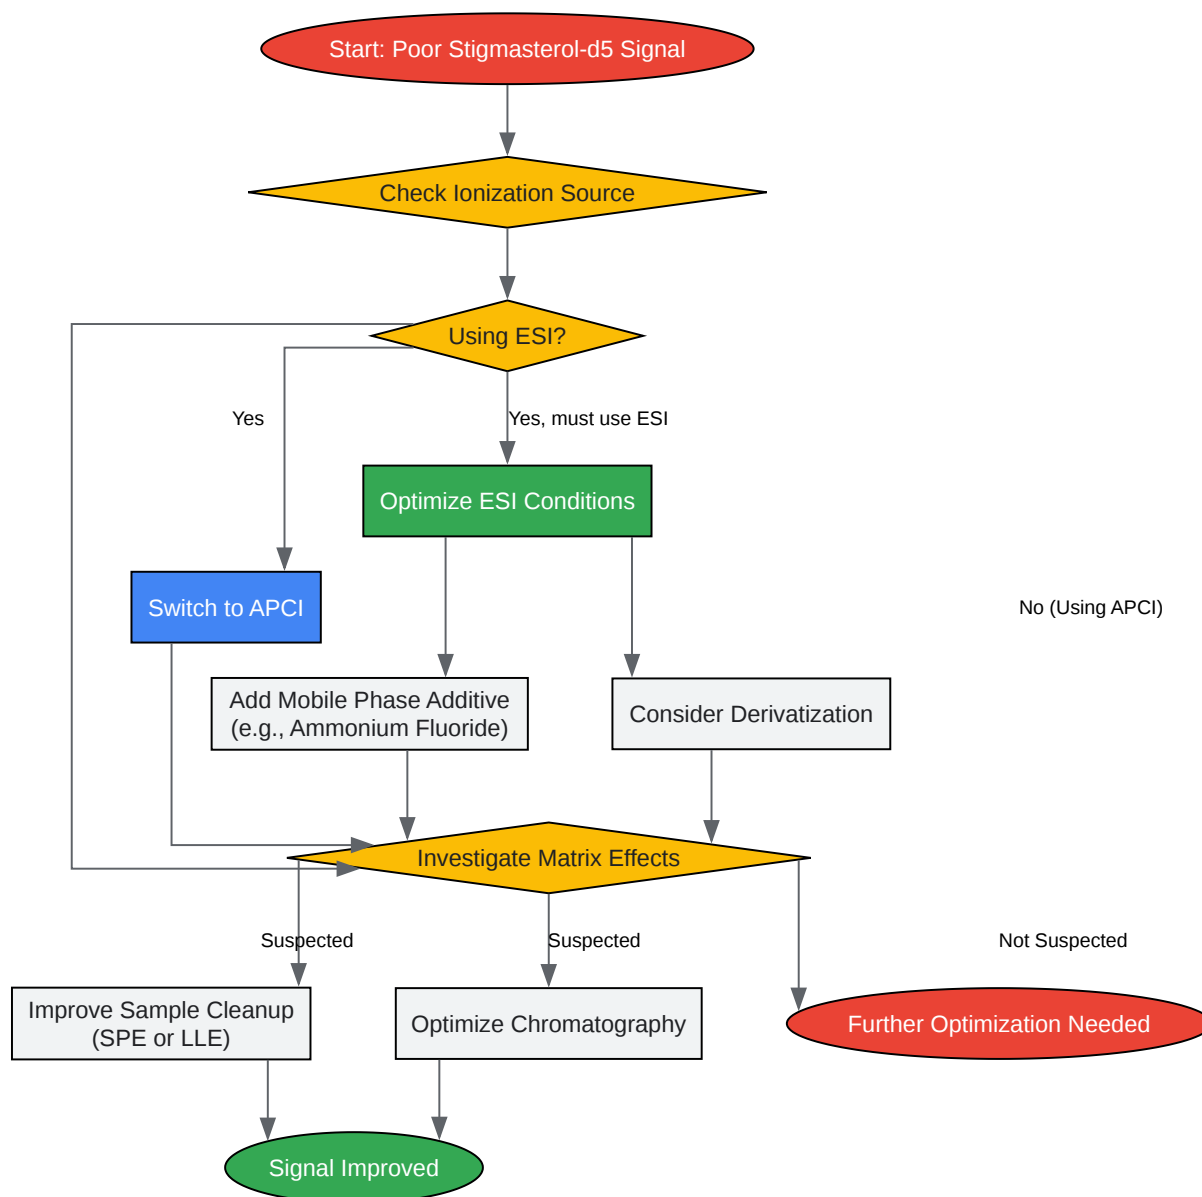 Start: Poor Stigmasterol-d5 Signal
Check Ionization Source
Using ESI?
Yes
Yes, must use ESI
Optimize ESI Conditions
Switch to APCI
No (Using APCI)
Add Mobile Phase Additive
(e.g., Ammonium Fluoride)
Consider Derivatization
Investigate Matrix Effects
Suspected
Suspected
Not Suspected
Improve Sample Cleanup
(SPE or LLE)
Optimize Chromatography
Further Optimization Needed
Signal Improved